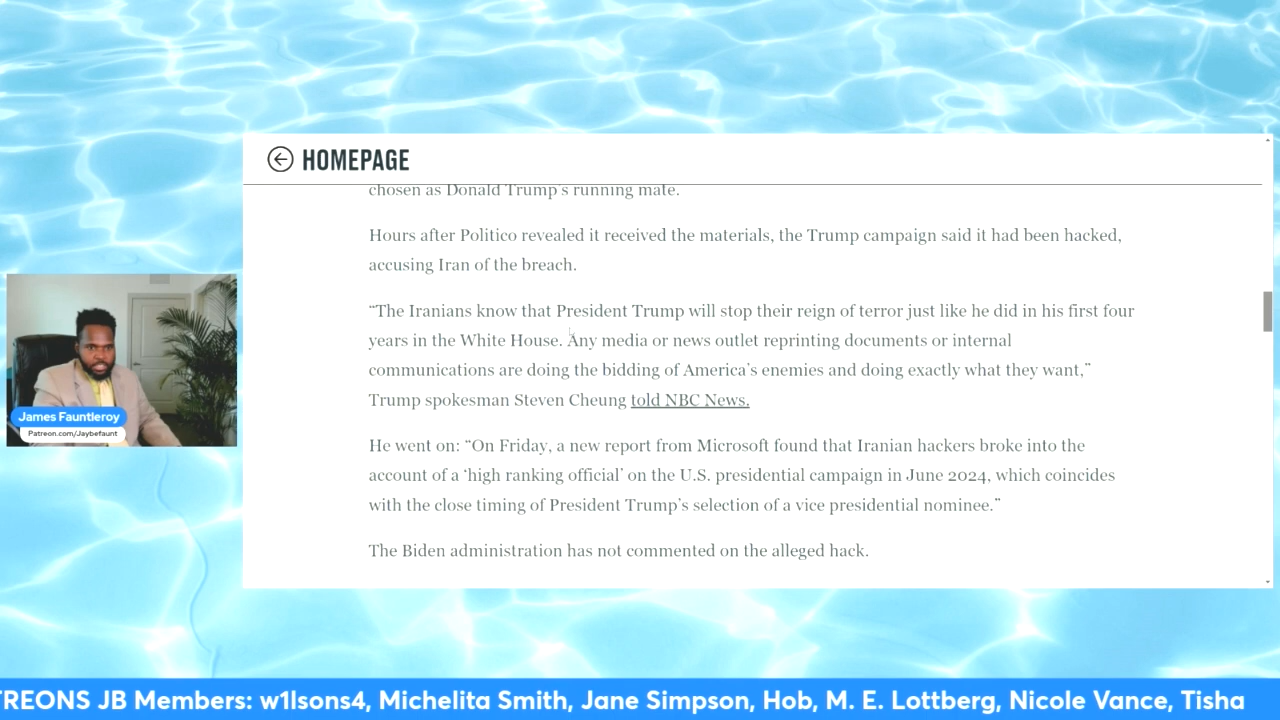 HOMEPAGE
chosen as Donald Trump's running mate.
Hours after Politico revealed it received the materials, the Trump campaign said it had been hacked,
accusing Iran of the breach.
“The Iranians know that President Trump will stop their reign of terror just like he did in his first four
years in the White House. Any media or news outlet reprinting documents or internal
communications are doing the bidding of America’s enemies and doing exactly what they want,”
Trump spokesman Steven Cheung told NBC News.
He went on: “On Friday, a new report from Microsoft found that Iranian hackers broke into the
account of a ‘high ranking official’ on the U.S. presidential campaign in June 2024, which coincides
with the close timing of President Trump’s selection of a vice presidential nominee.”
The Biden administration has not commented on the alleged hack.
James Fauntleroy
Patreon.com/Jaybefaunt
TREONS JB Members: w1lsons4, Michelita Smith, Jane Simpson, Hob, M. E. Lottberg, Nicole Vance, Tisha